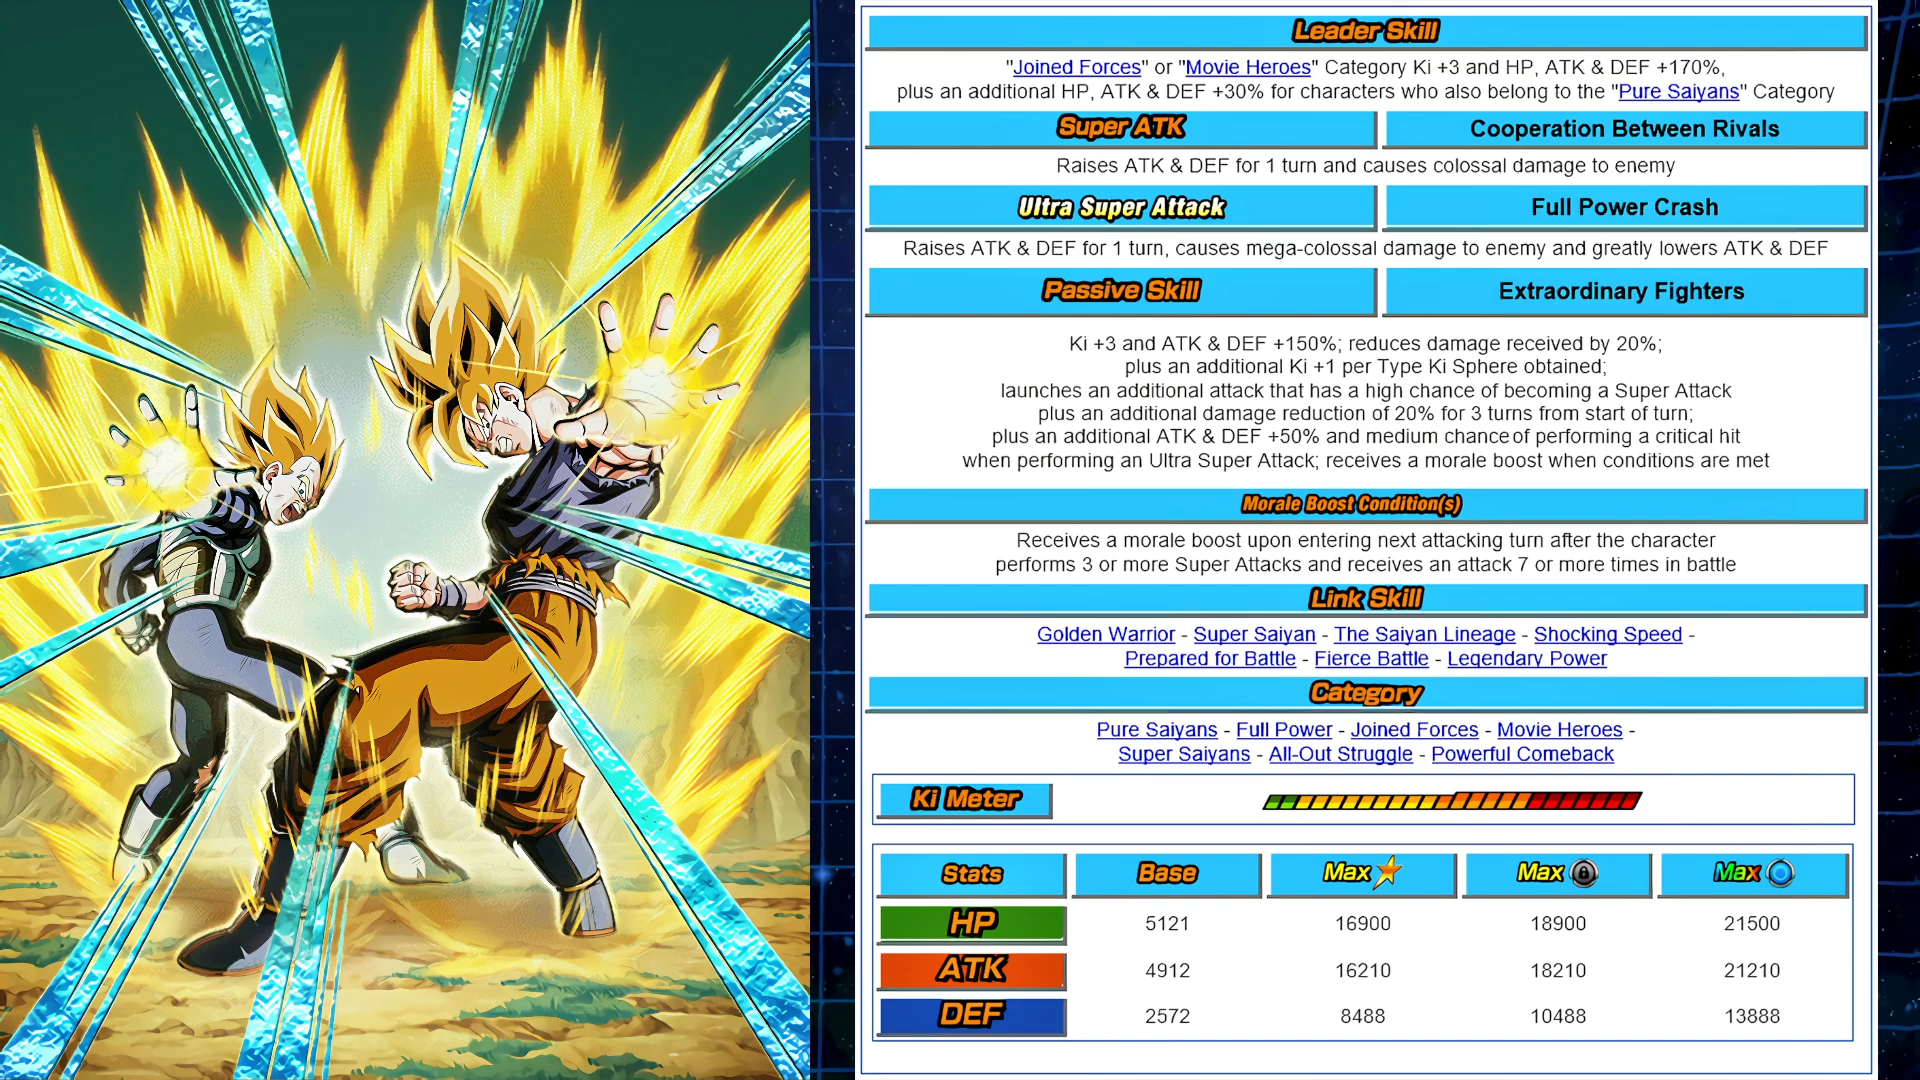 Leader Skill
"Joined Forces" or "Movie Heroes" Category Ki +3 and HP, ATK & DEF +170%,
plus an additional HP, ATK & DEF +30% for characters who also belong to the "Pure Saiyans" Category
Super ATK Cooperation Between Rivals
Raises ATK & DEF for 1 turn and causes colossal damage to enemy
Ultra Super Attack Full Power Crash
Raises ATK & DEF for 1 turn, causes mega-colossal damage to enemy and greatly lowers ATK & DEF
Passive Skill Extraordinary Fighters
Ki +3 and ATK & DEF +150%; reduces damage received by 20%;
plus an additional Ki +1 per Type Ki Sphere obtained;
launches an additional attack that has a high chance of becoming a Super Attack
plus an additional damage reduction of 20% for 3 turns from start of turn;
plus an additional ATK & DEF +50% and medium chance of performing a critical hit
when performing an Ultra Super Attack; receives a morale boost when conditions are met
Morale Boost Condition(s)
Receives a morale boost upon entering next attacking turn after the character
performs 3 or more Super Attacks and receives an attack 7 or more times in battle
Link Skill
Golden Warrior - Super Saiyan - The Saiyan Lineage - Shocking Speed -
Prepared for Battle - Fierce Battle - Legendary Power
Category
Pure Saiyans - Full Power - Joined Forces - Movie Heroes -
Super Saiyans - All-Out Struggle - Powerful Comeback
Ki Meter
Stats Base Max Max Max
HP 5121 16900 18900 21500
ATK 4912 16210 18210 21210
DEF 2572 8488 10488 13888